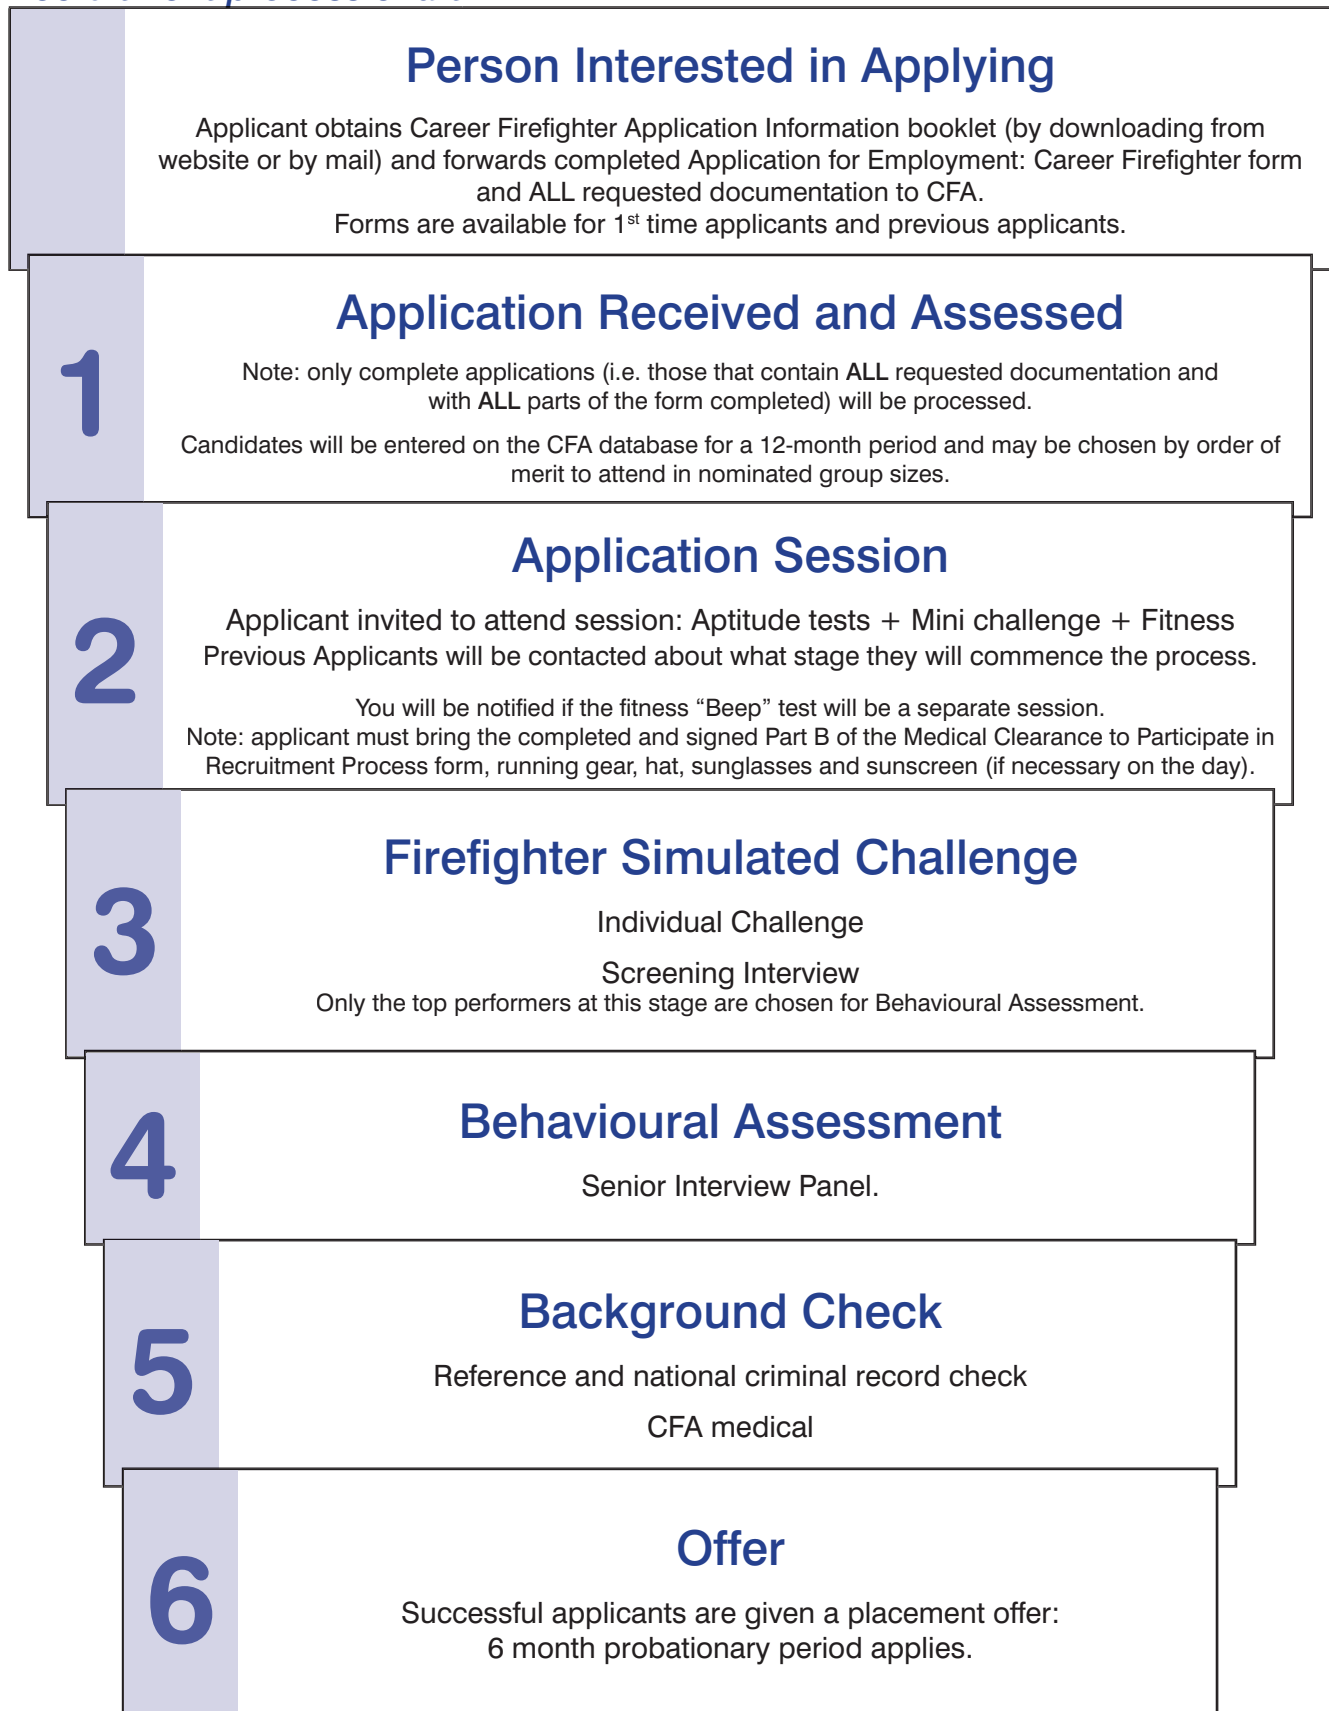 Person Interested in Applying
Applicant obtains Career Firefighter Application Information booklet (by downloading from
website or by mail) and forwards completed Application for Employment: Career Firefighter form
and ALL requested documentation to CFA.
Forms are available for 1st time applicants and previous applicants.
1
Application Received and Assessed
Note: only complete applications (i.e. those that contain ALL requested documentation and
with ALL parts of the form completed) will be processed.
Candidates will be entered on the CFA database for a 12-month period and may be chosen by order of
merit to attend in nominated group sizes.
2
Application Session
Applicant invited to attend session: Aptitude tests + Mini challenge + Fitness
Previous Applicants will be contacted about what stage they will commence the process.
You will be notified if the fitness “Beep” test will be a separate session.
Note: applicant must bring the completed and signed Part B of the Medical Clearance to Participate in
Recruitment Process form, running gear, hat, sunglasses and sunscreen (if necessary on the day).
3
Firefighter Simulated Challenge
Individual Challenge
Screening Interview
Only the top performers at this stage are chosen for Behavioural Assessment.
4
Behavioural Assessment
Senior Interview Panel.
5
Background Check
Reference and national criminal record check
CFA medical
6
Offer
Successful applicants are given a placement offer:
6 month probationary period applies.